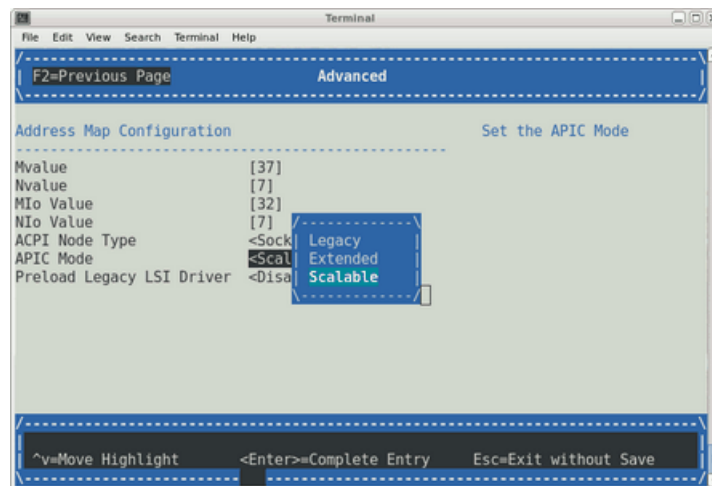 Terminal
File Edit View Search Terminal Help
F2=Previous Page Advanced
Address Map Configuration Set the APIC Mode
Mvalue [37]
Nvalue [7]
MIo Value [32]
NIo Value [7]
ACPI Node Type <Sock Legacy
APIC Mode <Scal Extended
Preload Legacy LSI Driver <Disa Scalable
^v=Move Highlight <Enter>=Complete Entry Esc=Exit without Save